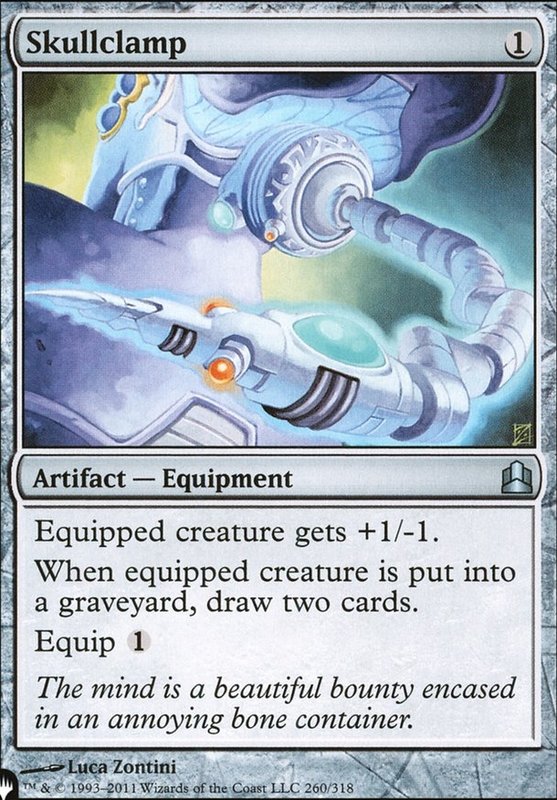 Skullclamp 1
Artifact — Equipment
Equipped creature gets +1/-1.
When equipped creature is put into
a graveyard, draw two cards.
Equip 1
The mind is a beautiful bounty encased
in an annoying bone container.
Luca Zontini
™ & © 1993–2011 Wizards of the Coast LLC 260/318